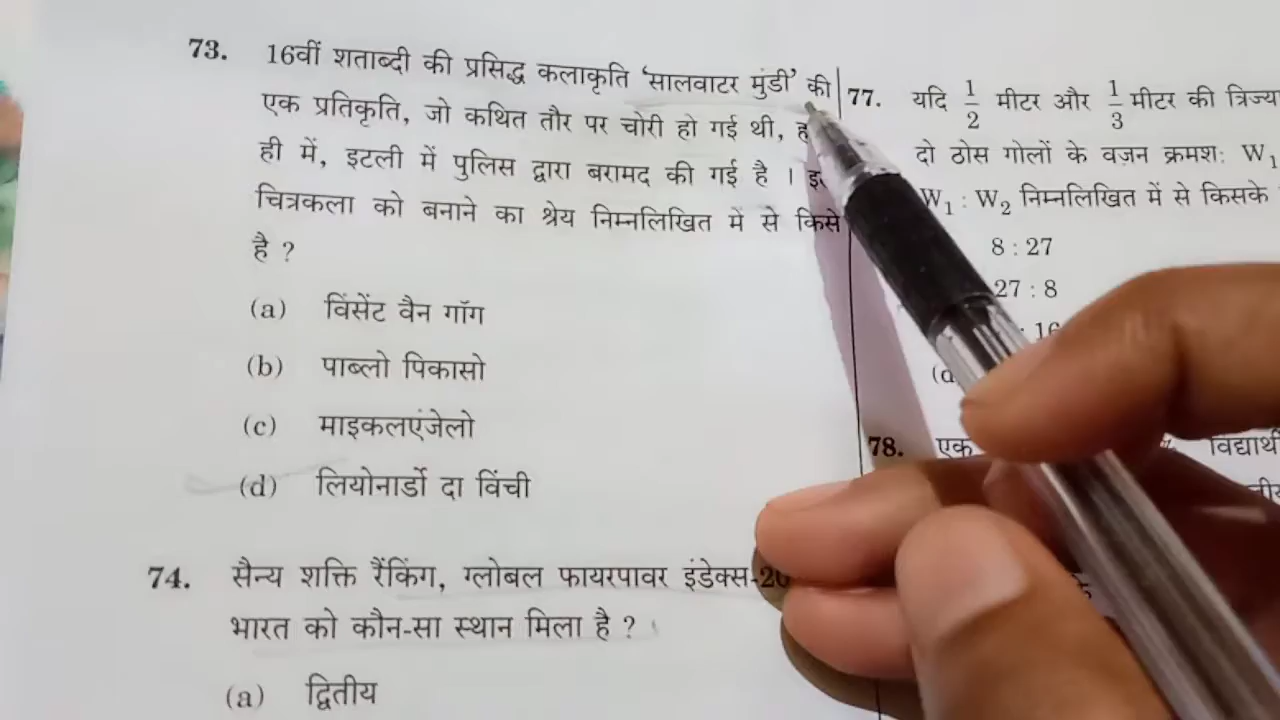 73. 16वीं शताब्दी की प्रसिद्ध कलाकृति 'सालवाटर मुंडी' की
एक प्रतिकृति, जो कथित तौर पर चोरी हो गई थी,
ही में, इटली में पुलिस द्वारा बरामद की गई है ।
चित्रकला को बनाने का श्रेय निम्नलिखित में से किसे
है ?
(a) विंसेंट वैन गॉग
(b) पाब्लो पिकासो
(c) माइकलएंजेलो
(d) लियोनार्डो दा विंची
74. सैन्य शक्ति रैंकिंग, ग्लोबल फायरपावर इंडेक्स-20
भारत को कौन-सा स्थान मिला है ?
(a) द्वितीय
77. यदि 1/2 मीटर और 1/3 मीटर की त्रिज्या
दो ठोस गोलों के वज़न क्रमशः W₁
W₁ : W₂ निम्नलिखित में से किसके
8 : 27
27 : 8
: 16
78. एक विद्यार्थी